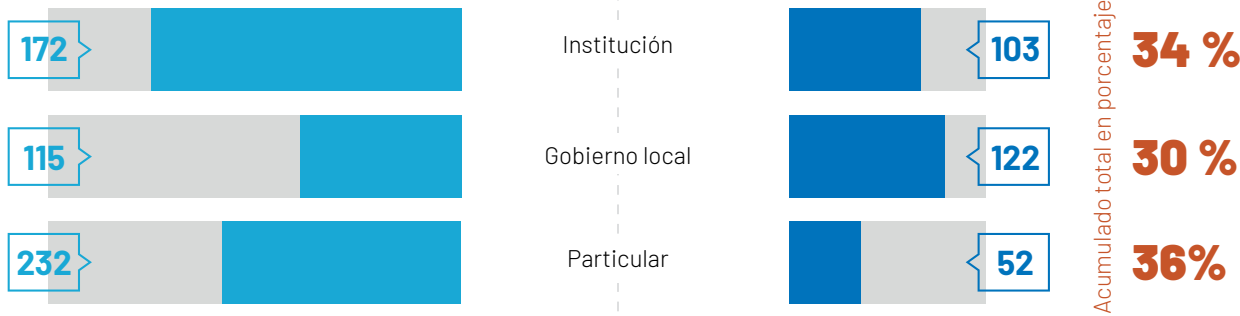 172 Institución 103 34 %
115 Gobierno local 122 30 %
232 Particular 52 36%
Acumulado total en porcentaje